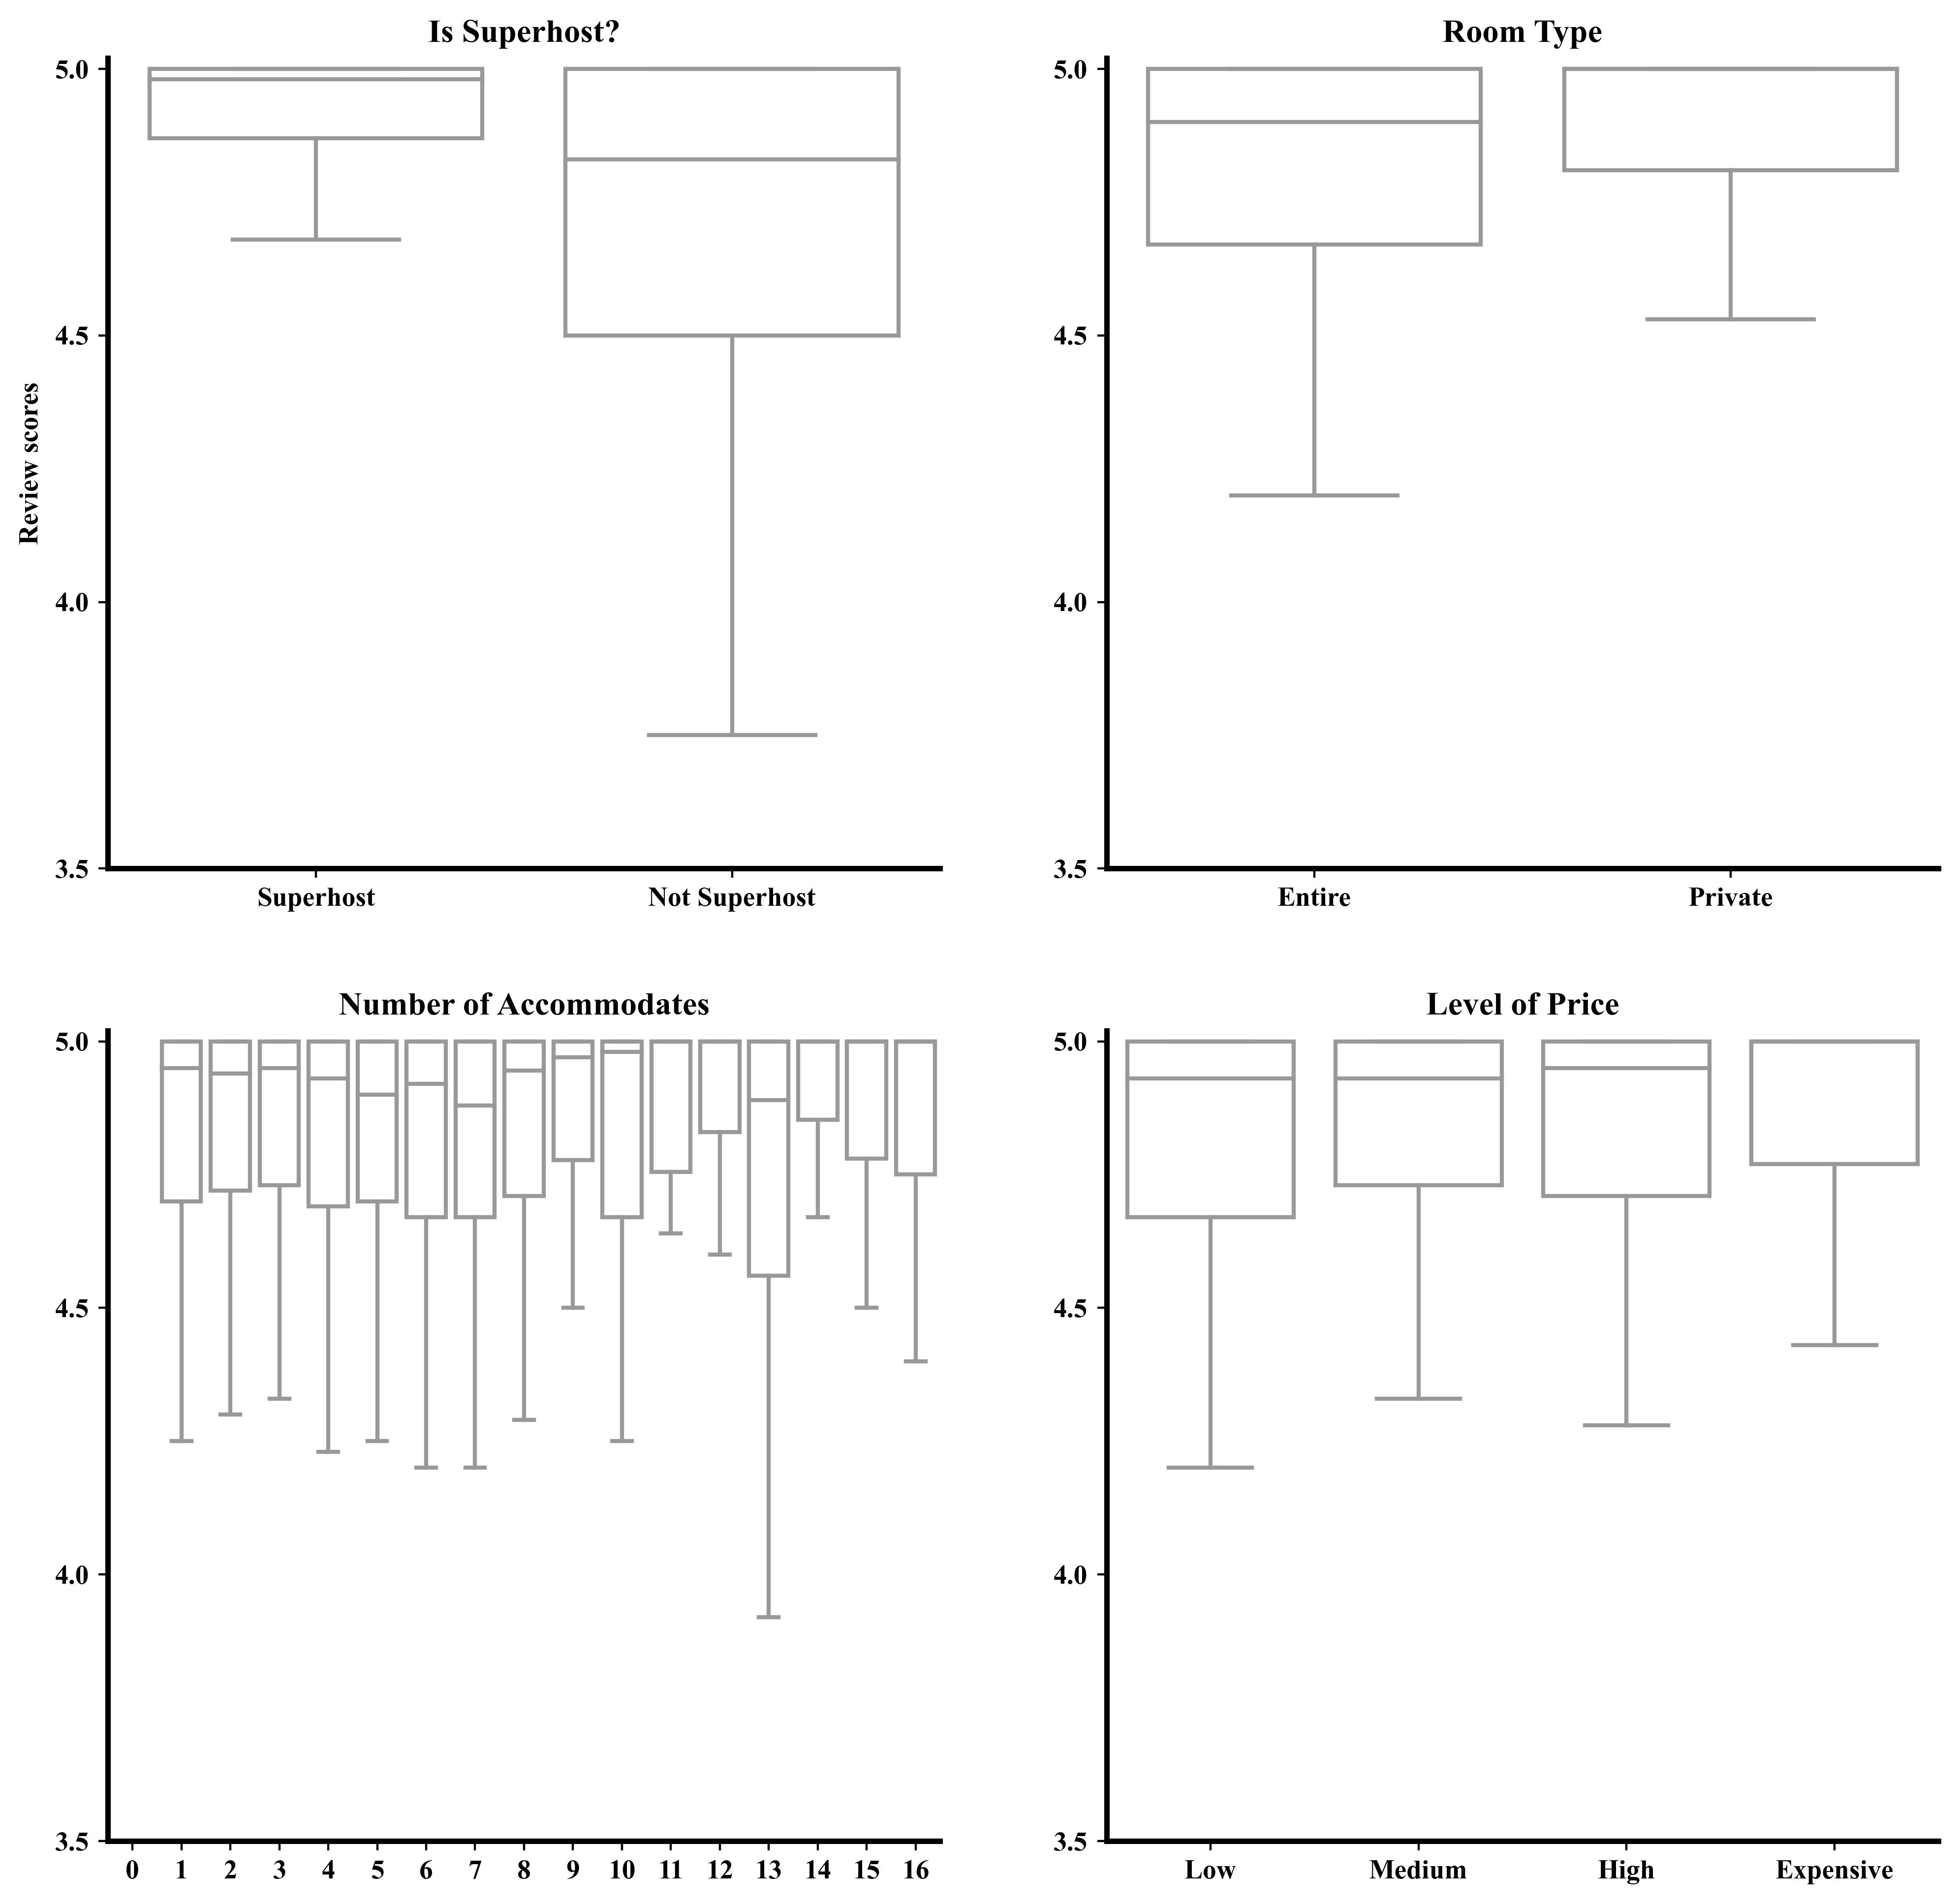 Is Superhost?
5.0
4.5
4.0
3.5
Review scores
Superhost Not Superhost
Room Type
5.0
4.5
4.0
3.5
Entire Private
Number of Accommodates
5.0
4.5
4.0
3.5
0 1 2 3 4 5 6 7 8 9 10 11 12 13 14 15 16
Level of Price
5.0
4.5
4.0
3.5
Low Medium High Expensive